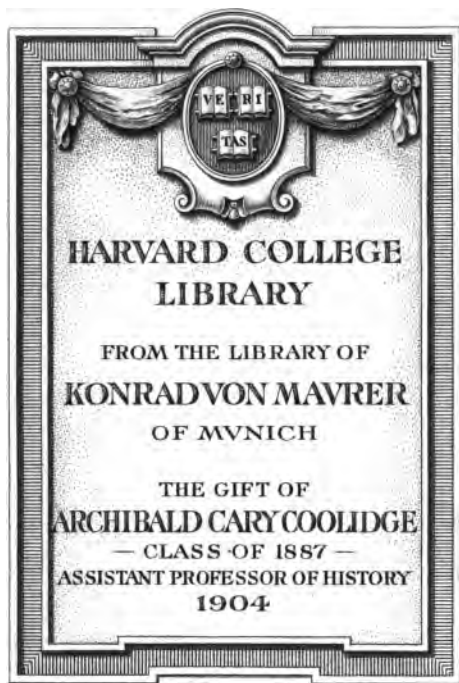 VE RI
TAS
HARVARD COLLEGE
LIBRARY
FROM THE LIBRARY OF
KONRAD VON MAVRER
OF MVNICH
THE GIFT OF
ARCHIBALD CARY COOLIDGE
— CLASS OF 1887 —
ASSISTANT PROFESSOR OF HISTORY
1904